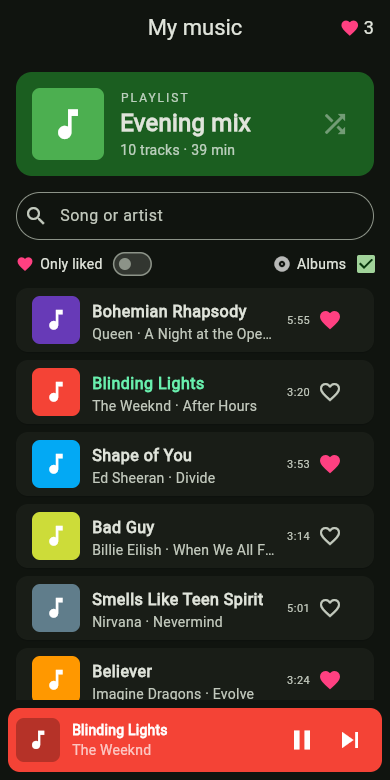 My music
3
PLAYLIST
Evening mix
10 tracks · 39 min
Song or artist
Only liked
Albums
Bohemian Rhapsody
Queen · A Night at the Ope…
5:55
Blinding Lights
The Weeknd · After Hours
3:20
Shape of You
Ed Sheeran · Divide
3:53
Bad Guy
Billie Eilish · When We All F…
3:14
Smells Like Teen Spirit
Nirvana · Nevermind
5:01
Believer
Imagine Dragons · Evolve
3:24
Blinding Lights
The Weeknd